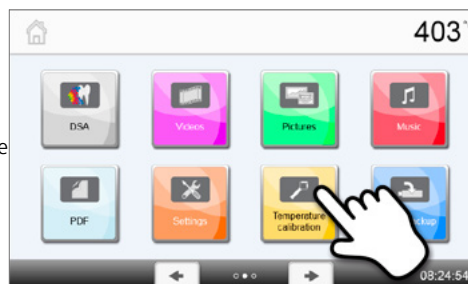 403°
DSA Videos Pictures Music
e
PDF Settings Temperature
calibration
08:24:54